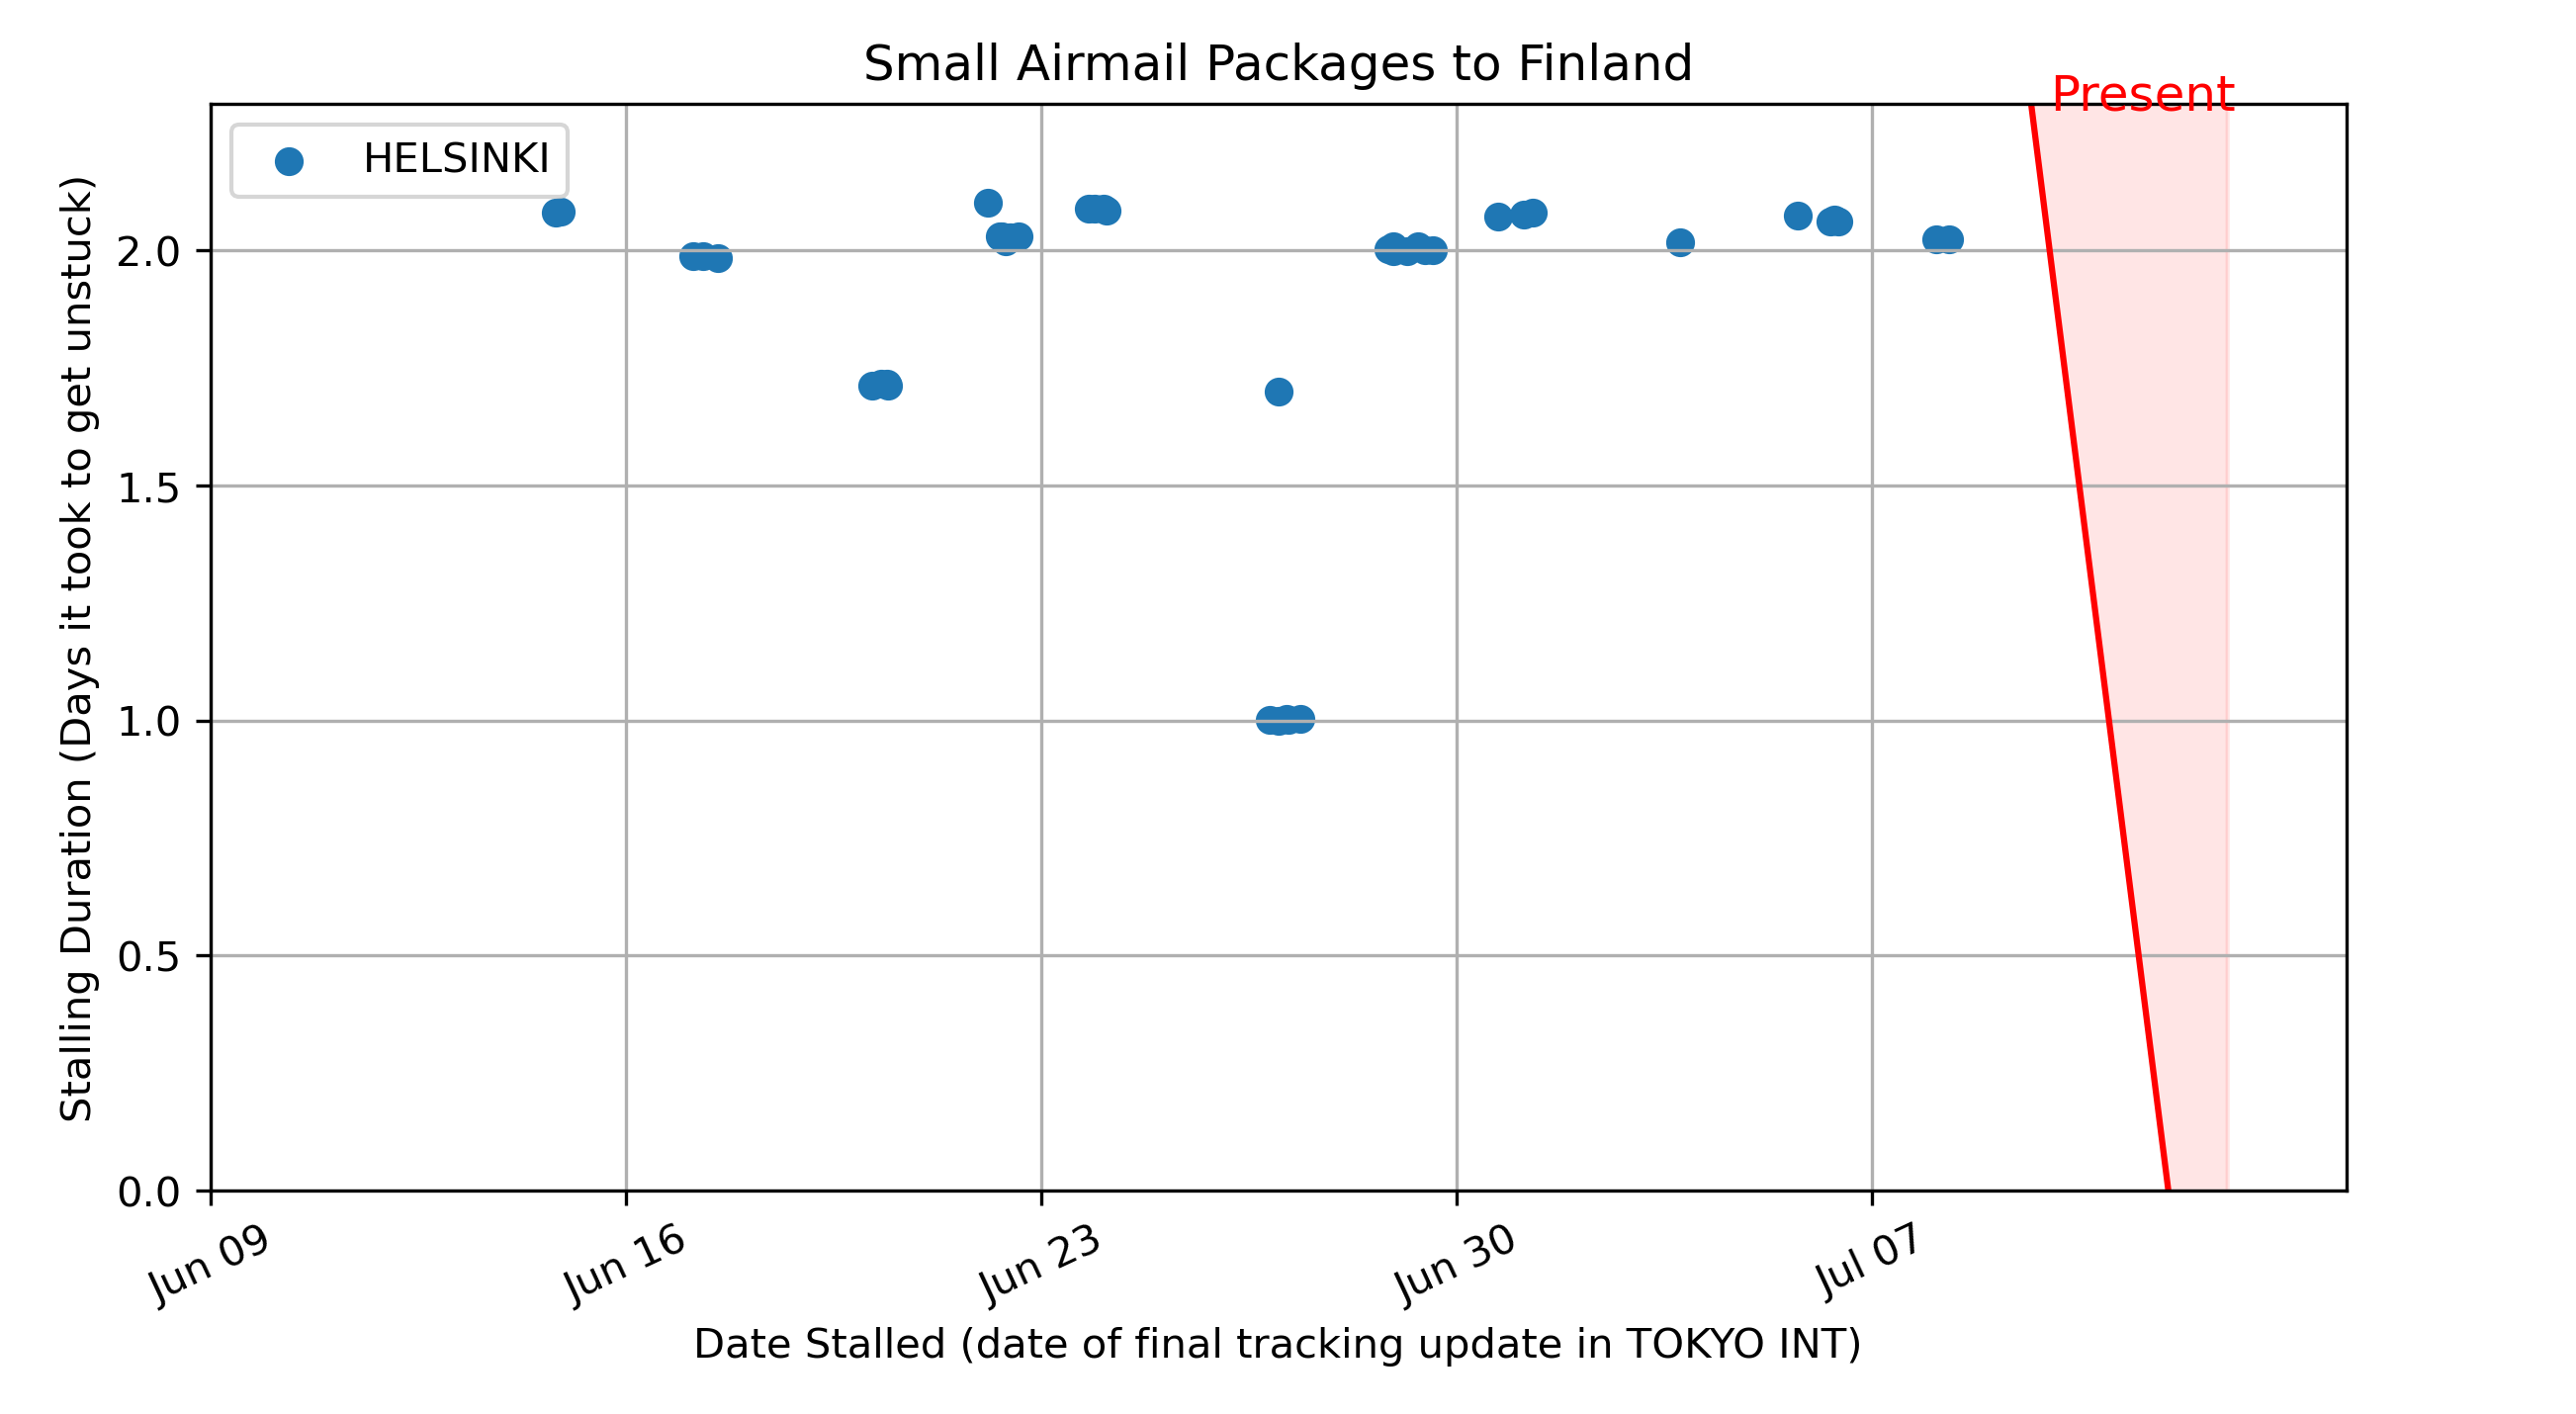 Small Airmail Packages to Finland
Present
HELSINKI
Stalling Duration (Days it took to get unstuck)
2.0
1.5
1.0
0.5
0.0
Jun 09
Jun 16
Jun 23
Jun 30
Jul 07
Date Stalled (date of final tracking update in TOKYO INT)